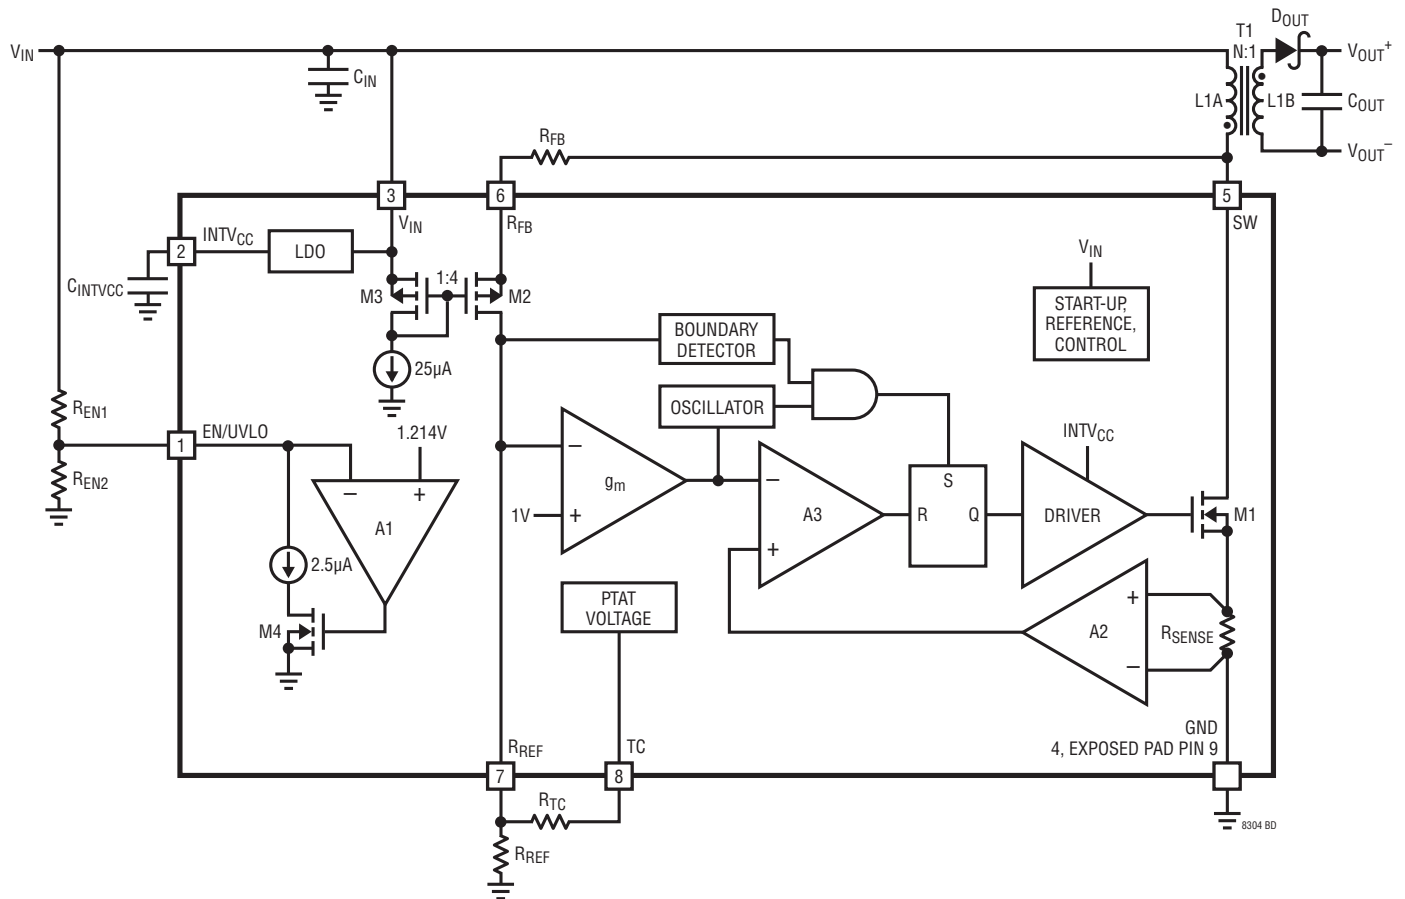 VIN
CIN
T1
N:1
DOUT
VOUT+
L1A
L1B
COUT
VOUT–
RFB
3
6
5
VIN
RFB
SW
2
INTVCC
LDO
CINTVCC
M3
1:4
M2
25µA
VIN
START-UP,
REFERENCE,
CONTROL
BOUNDARY
DETECTOR
OSCILLATOR
REN1
1
EN/UVLO
1.214V
REN2
–
+
A1
2.5µA
M4
–
gm
1V
+
–
A3
+
S
R
Q
INTVCC
DRIVER
M1
PTAT
VOLTAGE
+
A2
–
RSENSE
GND
4, EXPOSED PAD PIN 9
RREF
TC
7
8
RTC
RREF
8304 BD